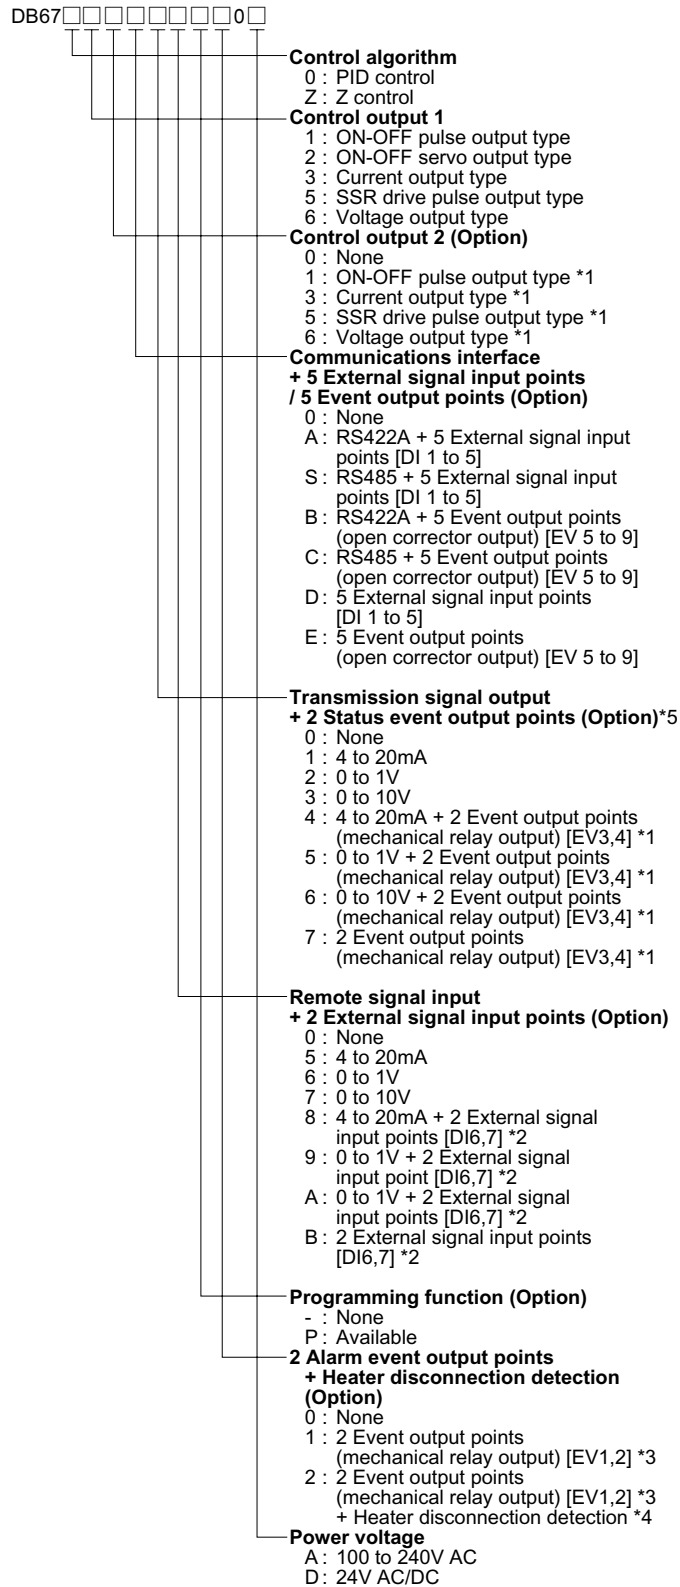 DB67□□□□□□□□0□
Control algorithm
0 : PID control
Z : Z control
Control output 1
1 : ON-OFF pulse output type
2 : ON-OFF servo output type
3 : Current output type
5 : SSR drive pulse output type
6 : Voltage output type
Control output 2 (Option)
0 : None
1 : ON-OFF pulse output type *1
3 : Current output type *1
5 : SSR drive pulse output type *1
6 : Voltage output type *1
Communications interface
+ 5 External signal input points
/ 5 Event output points (Option)
0 : None
A : RS422A + 5 External signal input
points [DI 1 to 5]
S : RS485 + 5 External signal input
points [DI 1 to 5]
B : RS422A + 5 Event output points
(open corrector output) [EV 5 to 9]
C : RS485 + 5 Event output points
(open corrector output) [EV 5 to 9]
D : 5 External signal input points
[DI 1 to 5]
E : 5 Event output points
(open corrector output) [EV 5 to 9]
Transmission signal output
+ 2 Status event output points (Option)*5
0 : None
1 : 4 to 20mA
2 : 0 to 1V
3 : 0 to 10V
4 : 4 to 20mA + 2 Event output points
(mechanical relay output) [EV3,4] *1
5 : 0 to 1V + 2 Event output points
(mechanical relay output) [EV3,4] *1
6 : 0 to 10V + 2 Event output points
(mechanical relay output) [EV3,4] *1
7 : 2 Event output points
(mechanical relay output) [EV3,4] *1
Remote signal input
+ 2 External signal input points (Option)
0 : None
5 : 4 to 20mA
6 : 0 to 1V
7 : 0 to 10V
8 : 4 to 20mA + 2 External signal
input points [DI6,7] *2
9 : 0 to 1V + 2 External signal
input point [DI6,7] *2
A : 0 to 1V + 2 External signal
input points [DI6,7] *2
B : 2 External signal input points
[DI6,7] *2
Programming function (Option)
- : None
P : Available
2 Alarm event output points
+ Heater disconnection detection
(Option)
0 : None
1 : 2 Event output points
(mechanical relay output) [EV1,2] *3
2 : 2 Event output points
(mechanical relay output) [EV1,2] *3
+ Heater disconnection detection *4
Power voltage
A : 100 to 240V AC
D : 24V AC/DC